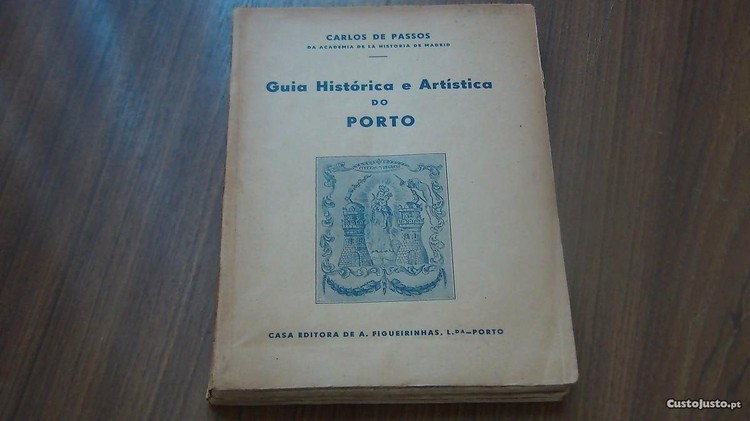 CARLOS DE PASSOS
DA ACADEMIA DE LA HISTORIA DE MADRID
Guia Histórica e Artística
DO
PORTO
CASA EDITORA DE A. FIGUEIRINHAS, L.DA—PORTO
CustoJusto.pt